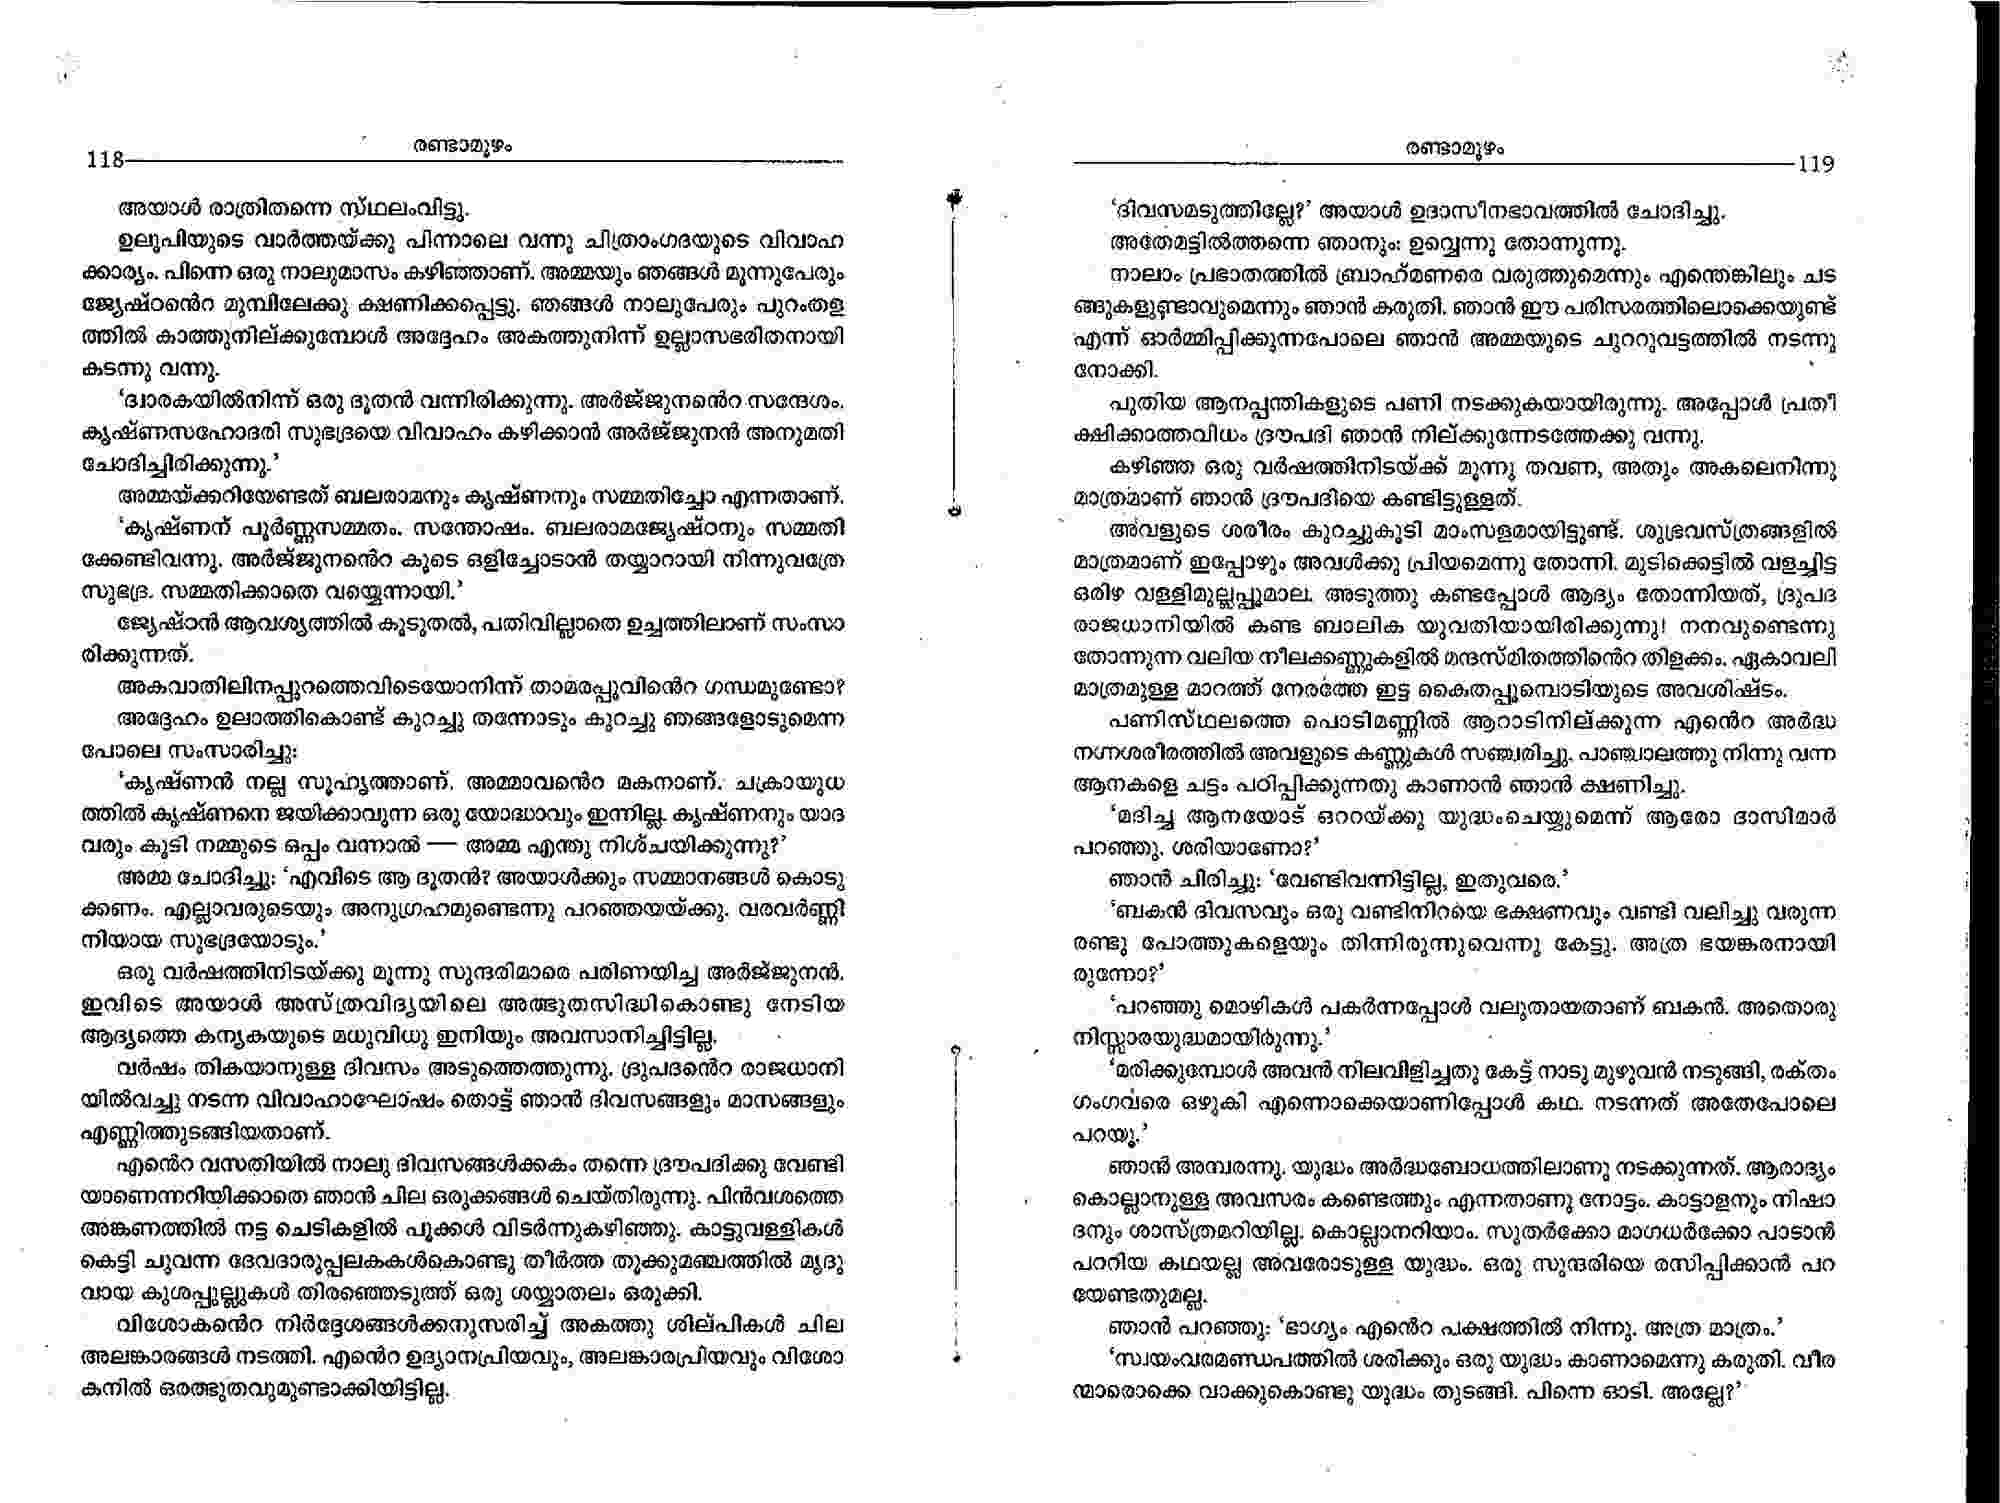 രണ്ടാമൂഴം
118
അയാൾ രാത്രിതന്നെ സ്ഥലംവിട്ടു.
ഉലൂപിയുടെ വാർത്തയ്ക്കു പിന്നാലെ വന്നു ചിത്രാംഗദയുടെ വിവാഹ
ക്കാര്യം. പിന്നെ ഒരു നാലുമാസം കഴിഞ്ഞാണ്. അമ്മയും ഞങ്ങൾ മൂന്നുപേരും
ജ്യേഷ്ഠൻെറ മുമ്പിലേക്കു ക്ഷണിക്കപ്പെട്ടു. ഞങ്ങൾ നാലുപേരും പുറംതള
ത്തിൽ കാത്തുനില്ക്കുമ്പോൾ അദ്ദേഹം അകത്തുനിന്ന് ഉല്ലാസഭരിതനായി
കടന്നു വന്നു.
‘ദ്വാരകയിൽനിന്ന് ഒരു ദൂതൻ വന്നിരിക്കുന്നു. അർജ്ജുനൻെറ സന്ദേശം.
കൃഷ്ണസഹോദരി സുഭദ്രയെ വിവാഹം കഴിക്കാൻ അർജ്ജുനൻ അനുമതി
ചോദിച്ചിരിക്കുന്നു.’
അമ്മയ്ക്കറിയേണ്ടത് ബലരാമനും കൃഷ്ണനും സമ്മതിച്ചോ എന്നതാണ്.
‘കൃഷ്ണന് പൂർണ്ണസമ്മതം. സന്തോഷം. ബലരാമജ്യേഷ്ഠനും സമ്മതി
ക്കേണ്ടിവന്നു. അർജ്ജുനൻെറ കൂടെ ഒളിച്ചോടാൻ തയ്യാറായി നിന്നുവത്രേ
സുഭദ്ര. സമ്മതിക്കാതെ വയ്യെന്നായി.’
ജ്യേഷ്ഠൻ ആവശ്യത്തിൽ കൂടുതൽ, പതിവില്ലാതെ ഉച്ചത്തിലാണ് സംസാ
രിക്കുന്നത്.
അകവാതിലിനപ്പുറത്തെവിടെയോനിന്ന് താമരപ്പൂവിൻെറ ഗന്ധമുണ്ടോ?
അദ്ദേഹം ഉലാത്തികൊണ്ട് കുറച്ചു തന്നോടും കുറച്ചു ഞങ്ങളോടുമെന്ന
പോലെ സംസാരിച്ചു:
‘കൃഷ്ണൻ നല്ല സുഹൃത്താണ്. അമ്മാവൻെറ മകനാണ്. ചക്രായുധ
ത്തിൽ കൃഷ്ണനെ ജയിക്കാവുന്ന ഒരു യോദ്ധാവും ഇന്നില്ല. കൃഷ്ണനും യാദ
വരും കൂടി നമ്മുടെ ഒപ്പം വന്നാൽ — അമ്മ എന്തു നിശ്ചയിക്കുന്നു?’
അമ്മ ചോദിച്ചു: ‘എവിടെ ആ ദൂതൻ? അയാൾക്കും സമ്മാനങ്ങൾ കൊടു
ക്കണം. എല്ലാവരുടെയും അനുഗ്രഹമുണ്ടെന്നു പറഞ്ഞയയ്ക്കു. വരവർണ്ണി
നിയായ സുഭദ്രയോടും.’
ഒരു വർഷത്തിനിടയ്ക്കു മൂന്നു സുന്ദരിമാരെ പരിണയിച്ച അർജ്ജുനൻ.
ഇവിടെ അയാൾ അസ്ത്രവിദ്യയിലെ അത്ഭുതസിദ്ധികൊണ്ടു നേടിയ
ആദ്യത്തെ കന്യകയുടെ മധുവിധു ഇനിയും അവസാനിച്ചിട്ടില്ല.
വർഷം തികയാനുള്ള ദിവസം അടുത്തെത്തുന്നു. ദ്രുപദൻെറ രാജധാനി
യിൽവച്ചു നടന്ന വിവാഹാഘോഷം തൊട്ട് ഞാൻ ദിവസങ്ങളും മാസങ്ങളും
എണ്ണിത്തുടങ്ങിയതാണ്.
എൻെറ വസതിയിൽ നാലു ദിവസങ്ങൾക്കകം തന്നെ ദ്രൗപദിക്കു വേണ്ടി
യാണെന്നറിയിക്കാതെ ഞാൻ ചില ഒരുക്കങ്ങൾ ചെയ്തിരുന്നു. പിൻവശത്തെ
അങ്കണത്തിൽ നട്ട ചെടികളിൽ പൂക്കൾ വിടർന്നുകഴിഞ്ഞു. കാട്ടുവള്ളികൾ
കെട്ടി ചുവന്ന ദേവദാരുപ്പലകകൾകൊണ്ടു തീർത്ത തൂക്കുമഞ്ചത്തിൽ മൃദു
വായ കുശപ്പുല്ലുകൾ തിരഞ്ഞെടുത്ത് ഒരു ശയ്യാതലം ഒരുക്കി.
വിശോകൻെറ നിർദ്ദേശങ്ങൾക്കനുസരിച്ച് അകത്തു ശില്പികൾ ചില
അലങ്കാരങ്ങൾ നടത്തി. എൻെറ ഉദ്യാനപ്രിയവും, അലങ്കാരപ്രിയവും വിശോ
കനിൽ ഒരത്ഭുതവുമുണ്ടാക്കിയിട്ടില്ല.
രണ്ടാമൂഴം
119
‘ദിവസമടുത്തില്ലേ?’ അയാൾ ഉദാസീനഭാവത്തിൽ ചോദിച്ചു.
അതേമട്ടിൽത്തന്നെ ഞാനും: ഉവ്വെന്നു തോന്നുന്നു.
നാലാം പ്രഭാതത്തിൽ ബ്രാഹ്മണരെ വരുത്തുമെന്നും എന്തെങ്കിലും ചട
ങ്ങുകളുണ്ടാവുമെന്നും ഞാൻ കരുതി. ഞാൻ ഈ പരിസരത്തിലൊക്കെയുണ്ട്
എന്ന് ഓർമ്മിപ്പിക്കുന്നപോലെ ഞാൻ അമ്മയുടെ ചുററുവട്ടത്തിൽ നടന്നു
നോക്കി.
പുതിയ ആനപ്പന്തികളുടെ പണി നടക്കുകയായിരുന്നു. അപ്പോൾ പ്രതീ
ക്ഷിക്കാത്തവിധം ദ്രൗപദി ഞാൻ നില്ക്കുന്നേടത്തേക്കു വന്നു.
കഴിഞ്ഞ ഒരു വർഷത്തിനിടയ്ക്ക് മൂന്നു തവണ, അതും അകലെനിന്നു
മാത്രമാണ് ഞാൻ ദ്രൗപദിയെ കണ്ടിട്ടുള്ളത്.
അവളുടെ ശരീരം കുറച്ചുകൂടി മാംസളമായിട്ടുണ്ട്. ശുഭ്രവസ്ത്രങ്ങളിൽ
മാത്രമാണ് ഇപ്പോഴും അവൾക്കു പ്രിയമെന്നു തോന്നി. മുടിക്കെട്ടിൽ വളച്ചിട്ട
ഒരിഴ വള്ളിമുല്ലപ്പൂമാല. അടുത്തു കണ്ടപ്പോൾ ആദ്യം തോന്നിയത്, ദ്രുപദ
രാജധാനിയിൽ കണ്ട ബാലിക യുവതിയായിരിക്കുന്നു! നനവുണ്ടെന്നു
തോന്നുന്ന വലിയ നീലക്കണ്ണുകളിൽ മന്ദസ്മിതത്തിൻെറ തിളക്കം. ഏകാവലി
മാത്രമുള്ള മാറത്ത് നേരത്തേ ഇട്ട കൈതപ്പൂമ്പൊടിയുടെ അവശിഷ്ടം.
പണിസ്ഥലത്തെ പൊടിമണ്ണിൽ ആറാടിനില്ക്കുന്ന എൻെറ അർദ്ധ
നഗ്നശരീരത്തിൽ അവളുടെ കണ്ണുകൾ സഞ്ചരിച്ചു. പാഞ്ചാലത്തു നിന്നു വന്ന
ആനകളെ ചട്ടം പഠിപ്പിക്കുന്നതു കാണാൻ ഞാൻ ക്ഷണിച്ചു.
‘മദിച്ച ആനയോട് ഒററയ്ക്കു യുദ്ധംചെയ്യുമെന്ന് ആരോ ദാസിമാർ
പറഞ്ഞു. ശരിയാണോ?’
ഞാൻ ചിരിച്ചു: ‘വേണ്ടിവന്നിട്ടില്ല, ഇതുവരെ.’
‘ബകൻ ദിവസവും ഒരു വണ്ടിനിറയെ ഭക്ഷണവും വണ്ടി വലിച്ചു വരുന്ന
രണ്ടു പോത്തുകളെയും തിന്നിരുന്നുവെന്നു കേട്ടു. അത്ര ഭയങ്കരനായി
രുന്നോ?’
‘പറഞ്ഞു മൊഴികൾ പകർന്നപ്പോൾ വലുതായതാണ് ബകൻ. അതൊരു
നിസ്സാരയുദ്ധമായിരുന്നു.’
‘മരിക്കുമ്പോൾ അവൻ നിലവിളിച്ചതു കേട്ട് നാടു മുഴുവൻ നടുങ്ങി, രക്തം
ഗംഗവരെ ഒഴുകി എന്നൊക്കെയാണിപ്പോൾ കഥ. നടന്നത് അതേപോലെ
പറയൂ.’
ഞാൻ അമ്പരന്നു. യുദ്ധം അർദ്ധബോധത്തിലാണു നടക്കുന്നത്. ആരാദ്യം
കൊല്ലാനുള്ള അവസരം കണ്ടെത്തും എന്നതാണു നോട്ടം. കാട്ടാളനും നിഷാ
ദനും ശാസ്ത്രമറിയില്ല. കൊല്ലാനറിയാം. സൂതർക്കോ മാഗധർക്കോ പാടാൻ
പററിയ കഥയല്ല അവരോടുള്ള യുദ്ധം. ഒരു സുന്ദരിയെ രസിപ്പിക്കാൻ പറ
യേണ്ടതുമല്ല.
ഞാൻ പറഞ്ഞു: ‘ഭാഗ്യം എൻെറ പക്ഷത്തിൽ നിന്നു. അത്ര മാത്രം.’
‘സ്വയംവരമണ്ഡപത്തിൽ ശരിക്കും ഒരു യുദ്ധം കാണാമെന്നു കരുതി. വീര
ന്മാരൊക്കെ വാക്കുകൊണ്ടു യുദ്ധം തുടങ്ങി. പിന്നെ ഓടി. അല്ലേ?’